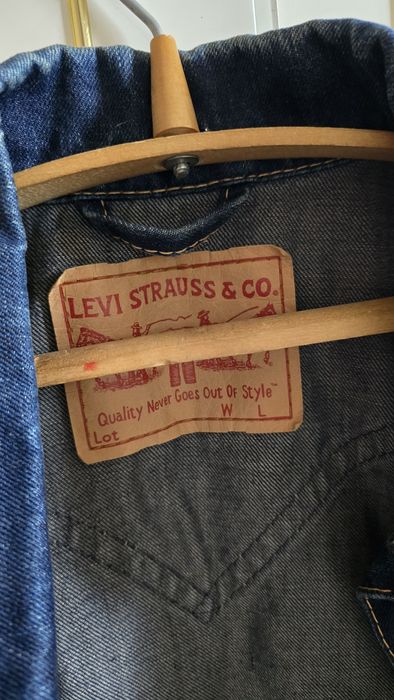 LEVI STRAUSS & CO.®
Quality Never Goes Out Of Style™
W L
Lot